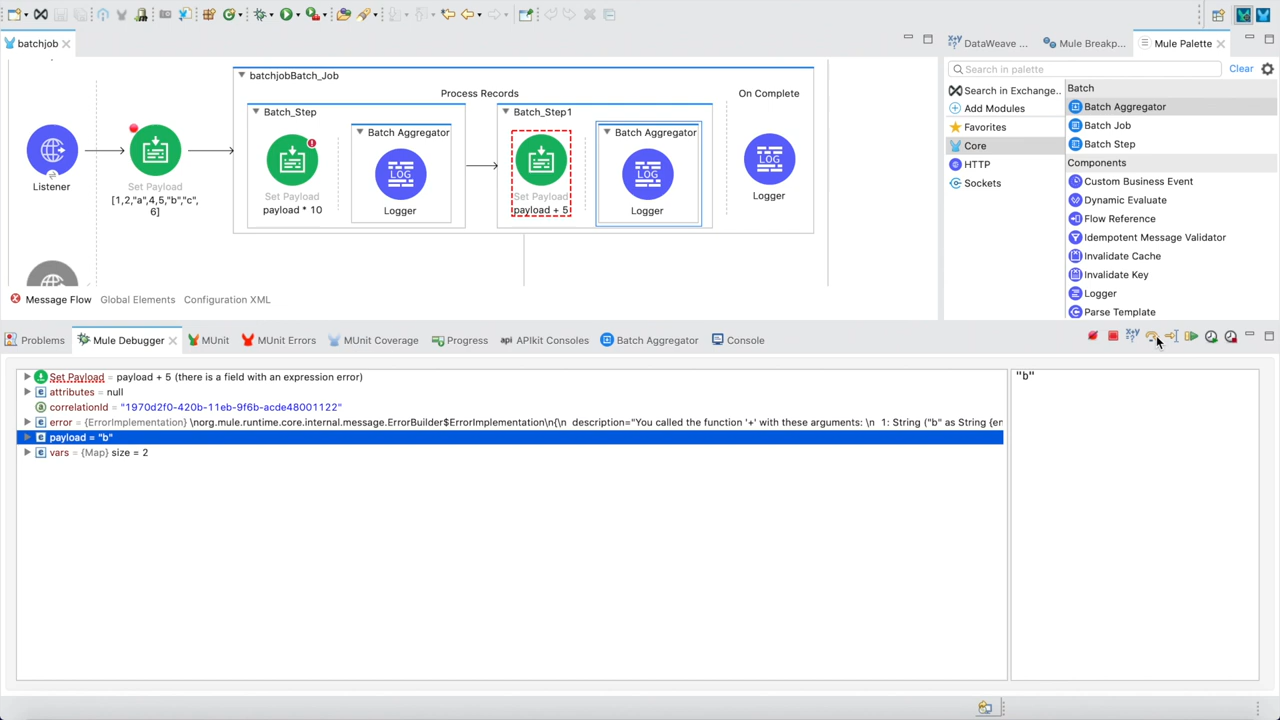 batchjob
batchjobBatch_Job
Process Records
On Complete
Batch_Step
Batch_Step1
Batch Aggregator
Batch Aggregator
LOG
LOG
LOG
Listener
Set Payload
[1,2,"a",4,5,"b","c",
6]
Set Payload
payload * 10
Logger
Set Payload
payload + 5
Logger
Logger
Message Flow
Global Elements
Configuration XML
DataWeave ...
Mule Breakp...
Mule Palette
Search in palette
Clear
Search in Exchange..
Add Modules
Favorites
Core
HTTP
Sockets
Batch
Batch Aggregator
Batch Job
Batch Step
Components
Custom Business Event
Dynamic Evaluate
Flow Reference
Idempotent Message Validator
Invalidate Cache
Invalidate Key
Logger
Parse Template
Problems
Mule Debugger
MUnit
MUnit Errors
MUnit Coverage
Progress
api APIkit Consoles
Batch Aggregator
Console
Set Payload = payload + 5 (there is a field with an expression error)
attributes = null
correlationId = "1970d2f0-420b-11eb-9f6b-acde48001122"
error = {ErrorImplementation} \norg.mule.runtime.core.internal.message.ErrorBuilder$ErrorImplementation\n{\n description="You called the function '+' with these arguments: \n 1: String ("b" as String {en
payload = "b"
vars = {Map} size = 2
"b"